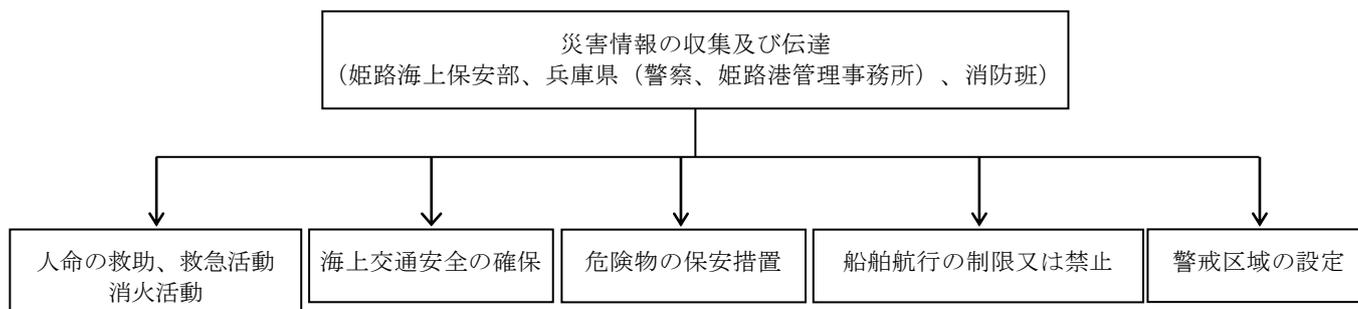 災害情報の収集及び伝達
（姫路海上保安部、兵庫県（警察、姫路港管理事務所）、消防班）
人命の救助、救急活動
消火活動
海上交通安全の確保
危険物の保安措置
船舶航行の制限又は禁止
警戒区域の設定